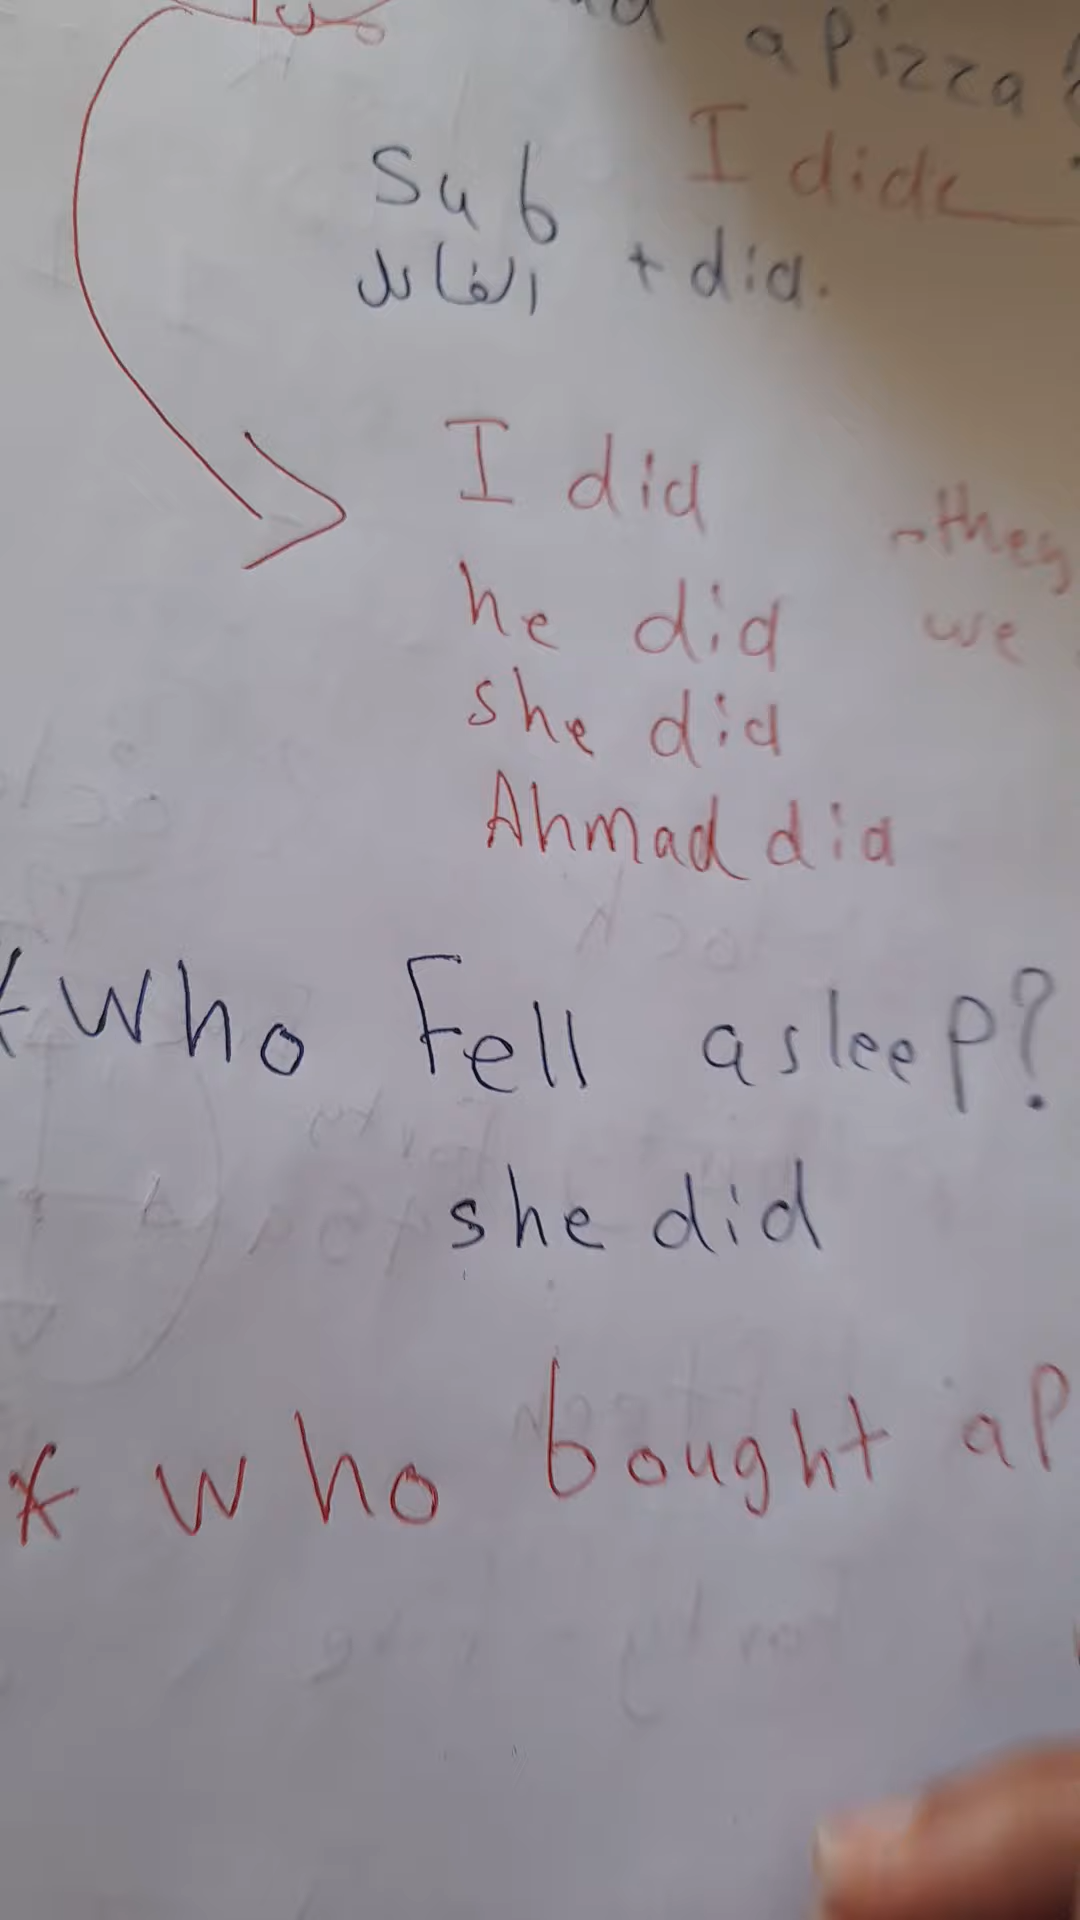 a Pizza
I did
Sub
الفاعل + did.
I did
he did
she did
Ahmad did
they
we
* Who Fell asleep?
she did
* who bought a P